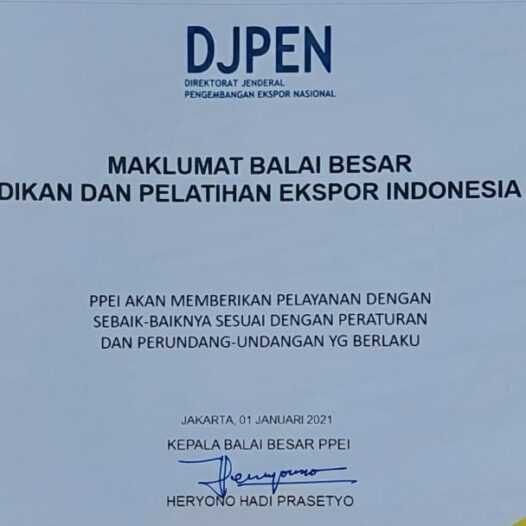 DJPEN
DIREKTORAT JENDERAL
PENGEMBANGAN EKSPOR NASIONAL
MAKLUMAT BALAI BESAR
DIKAN DAN PELATIHAN EKSPOR INDONESIA
PPEI AKAN MEMBERIKAN PELAYANAN DENGAN
SEBAIK-BAIKNYA SESUAI DENGAN PERATURAN
DAN PERUNDANG-UNDANGAN YG BERLAKU
JAKARTA, 01 JANUARI 2021
KEPALA BALAI BESAR PPEI
HERYONO HADI PRASETYO